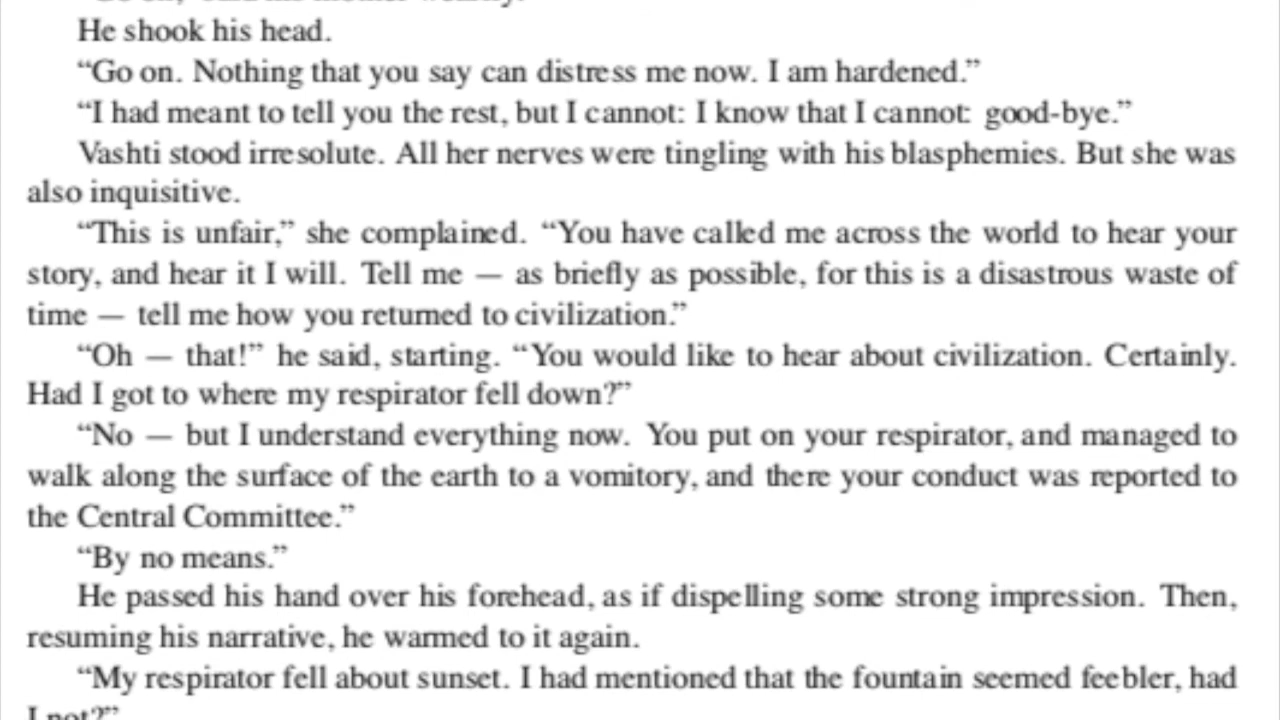 He shook his head.
“Go on. Nothing that you say can distress me now. I am hardened.”
“I had meant to tell you the rest, but I cannot: I know that I cannot: good-bye.”
Vashti stood irresolute. All her nerves were tingling with his blasphemies. But she was
also inquisitive.
“This is unfair,” she complained. “You have called me across the world to hear your
story, and hear it I will. Tell me — as briefly as possible, for this is a disastrous waste of
time — tell me how you returned to civilization.”
“Oh — that!” he said, starting. “You would like to hear about civilization. Certainly.
Had I got to where my respirator fell down?”
“No — but I understand everything now. You put on your respirator, and managed to
walk along the surface of the earth to a vomitory, and there your conduct was reported to
the Central Committee.”
“By no means.”
He passed his hand over his forehead, as if dispelling some strong impression. Then,
resuming his narrative, he warmed to it again.
“My respirator fell about sunset. I had mentioned that the fountain seemed feebler, had
I not?”